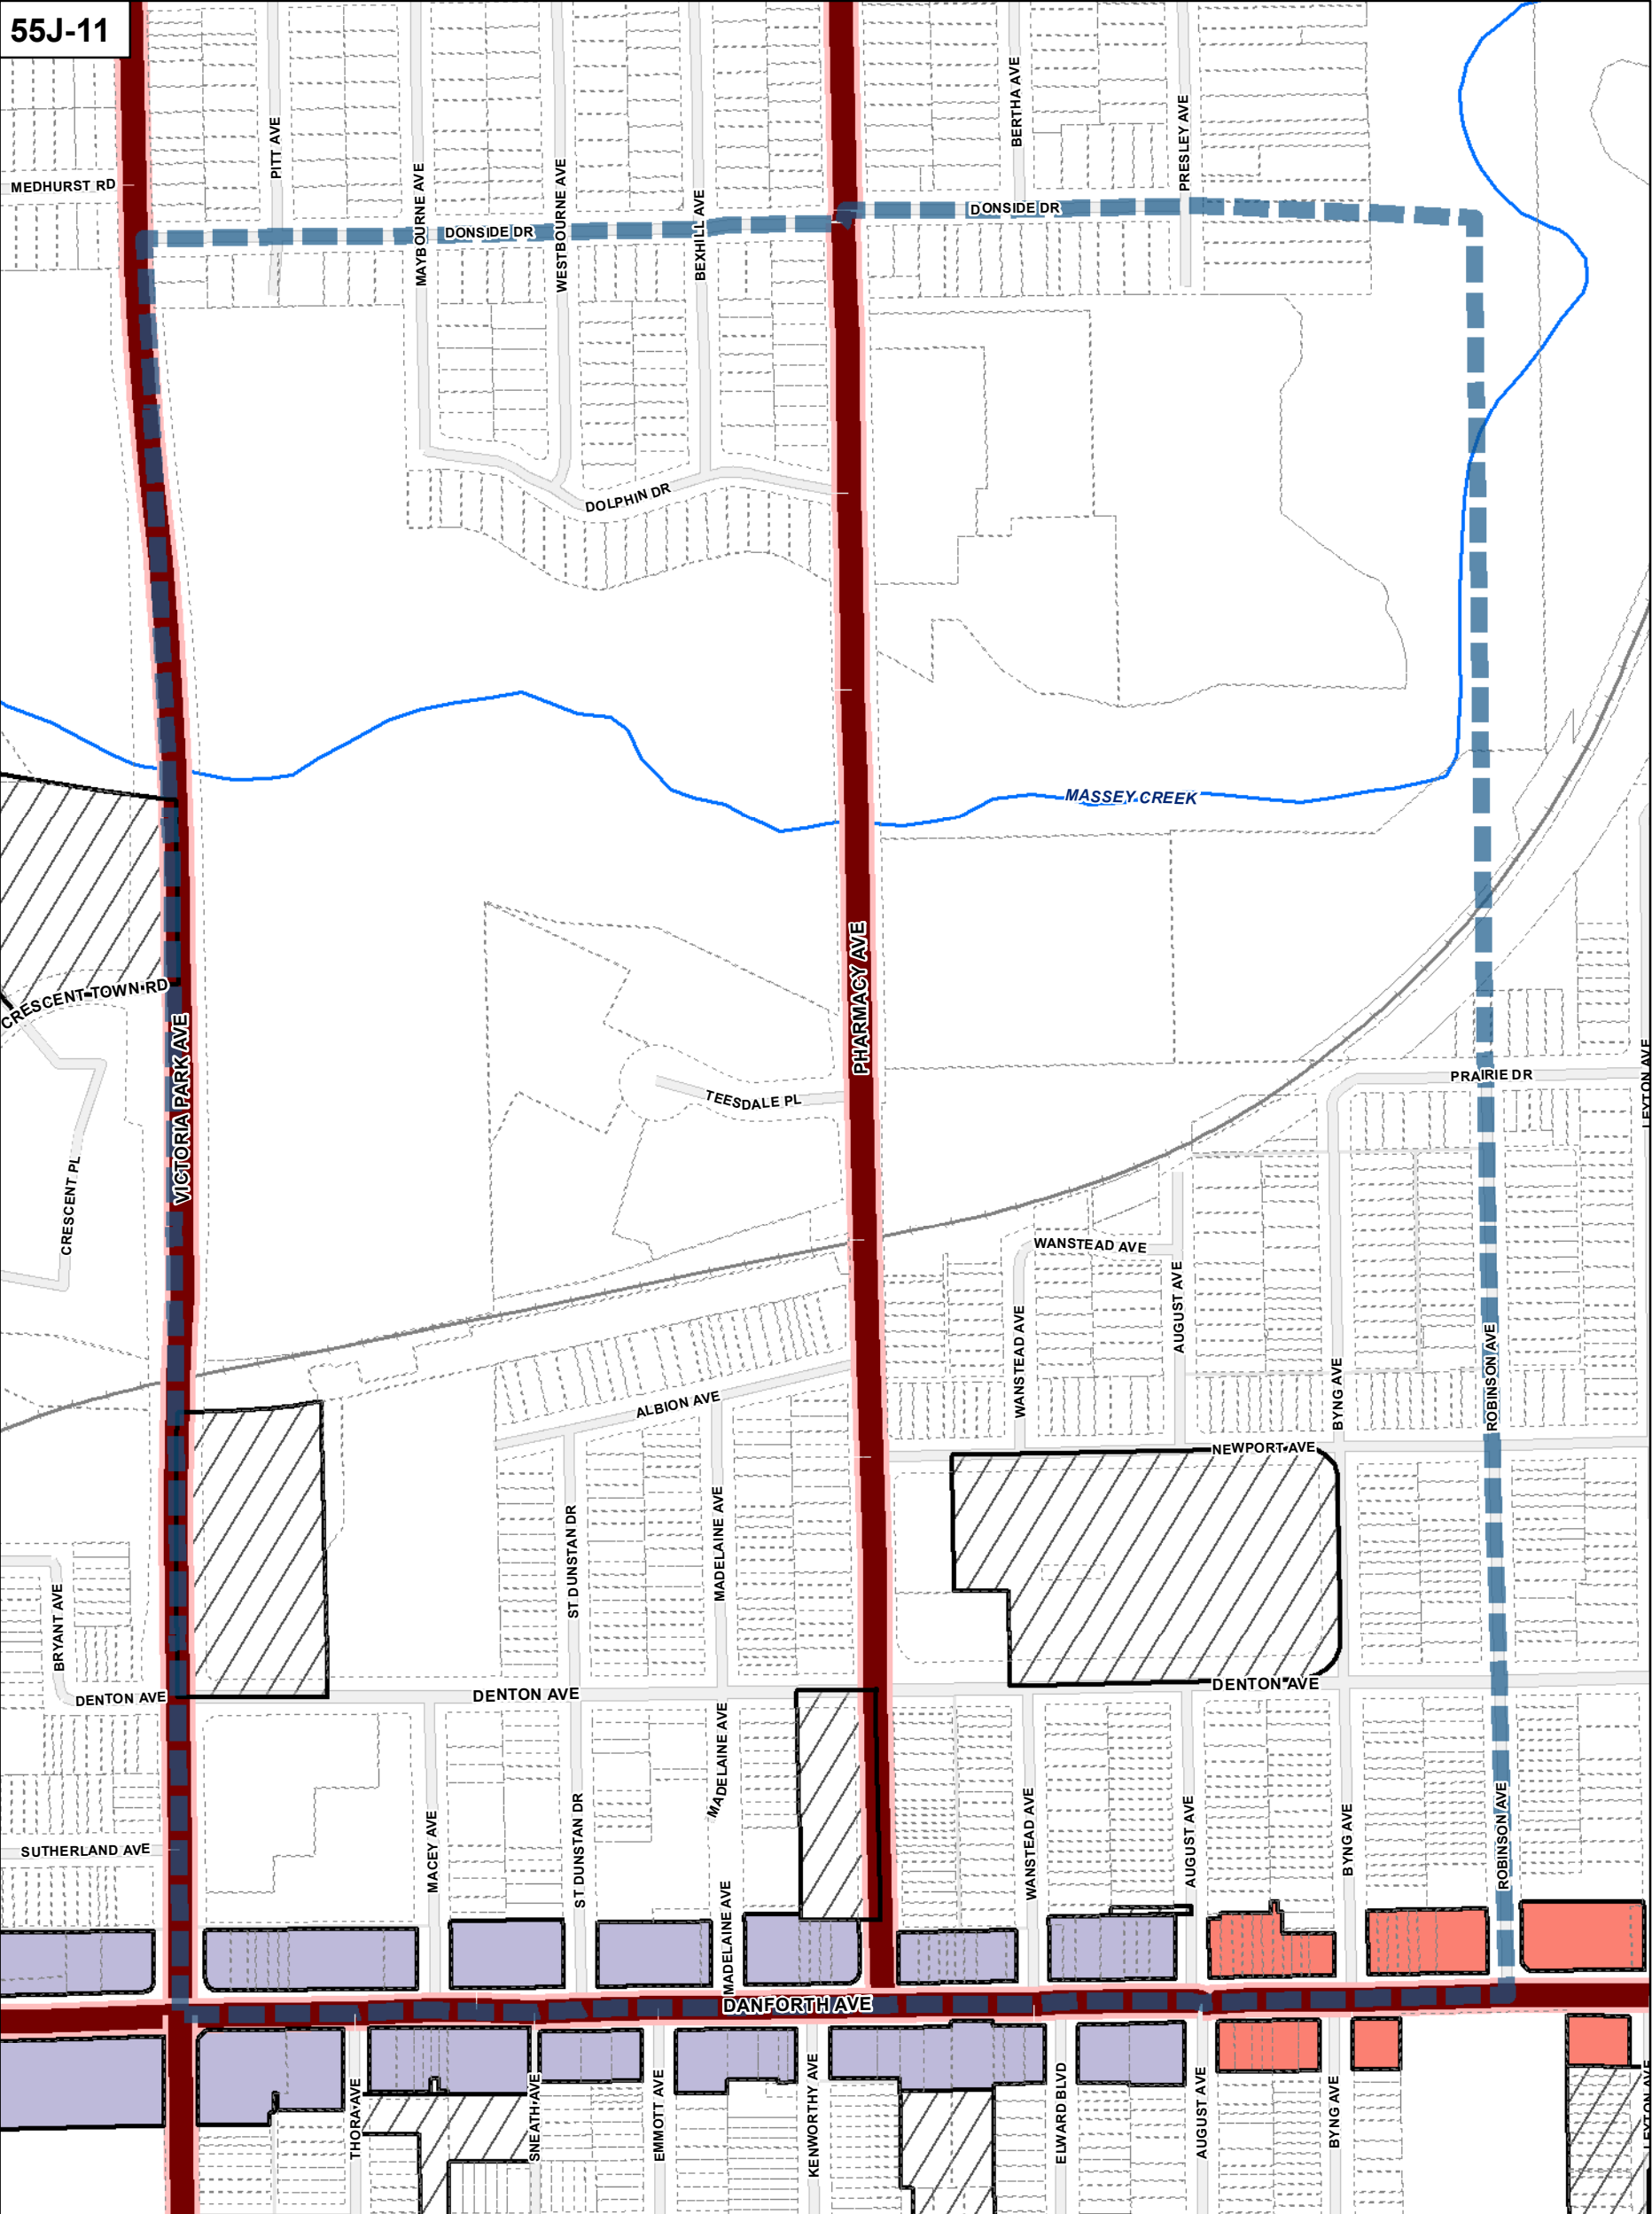 55J-11
BERTHA AVE
PRESLEY AVE
PITT AVE
MEDHURST RD
MAYBOURNE AVE
WESTBOURNE AVE
BEXHILL AVE
DONSIDE DR
DONSIDE DR
DOLPHIN DR
MASSEY CREEK
CRESCENT TOWN RD
PHARMACY AVE
VICTORIA PARK AVE
PRAIRIE DR
LEYTON AVE
TEESDALE PL
CRESCENT PL
WANSTEAD AVE
AUGUST AVE
WANSTEAD AVE
BYNG AVE
ROBINSON AVE
ALBION AVE
NEWPORT AVE
ST DUNSTAN DR
MADELAINE AVE
BRYANT AVE
DENTON AVE
DENTON AVE
DENTON AVE
MADELAINE AVE
MACEY AVE
ST DUNSTAN DR
WANSTEAD AVE
AUGUST AVE
BYNG AVE
ROBINSON AVE
SUTHERLAND AVE
MADELAINE AVE
DANFORTH AVE
THORA AVE
SNEATH AVE
EMMOTT AVE
KENWORTHY AVE
ELWARD BLVD
AUGUST AVE
BYNG AVE
LEYTON AVE